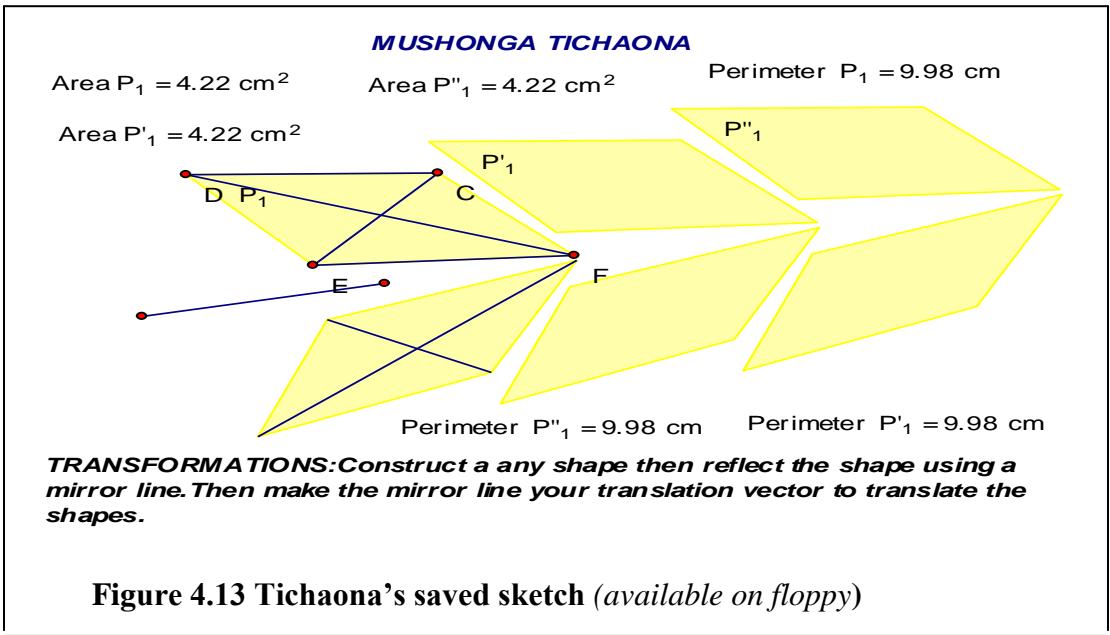 MUSHONGA TICHAONA
Area P₁ = 4.22 cm²
Area P''₁ = 4.22 cm²
Perimeter P₁ = 9.98 cm
Area P'₁ = 4.22 cm²
P''₁
P'₁
D P₁
C
E
F
Perimeter P''₁ = 9.98 cm
Perimeter P'₁ = 9.98 cm
TRANSFORMATIONS:Construct a any shape then reflect the shape using a
mirror line.Then make the mirror line your translation vector to translate the
shapes.
Figure 4.13 Tichaona’s saved sketch (available on floppy)